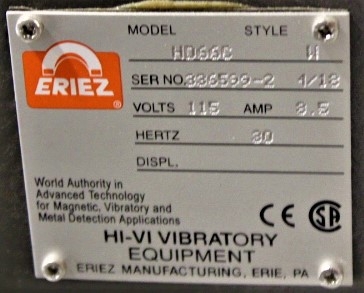 MODEL STYLE
HD66C W
ERIEZ ®
SER NO. 336599-2 1/18
VOLTS 115 AMP 3.5
HERTZ 30
DISPL.
World Authority in
Advanced Technology
for Magnetic, Vibratory and
Metal Detection Applications
CE SA
HI-VI VIBRATORY
EQUIPMENT
ERIEZ MANUFACTURING, ERIE, PA